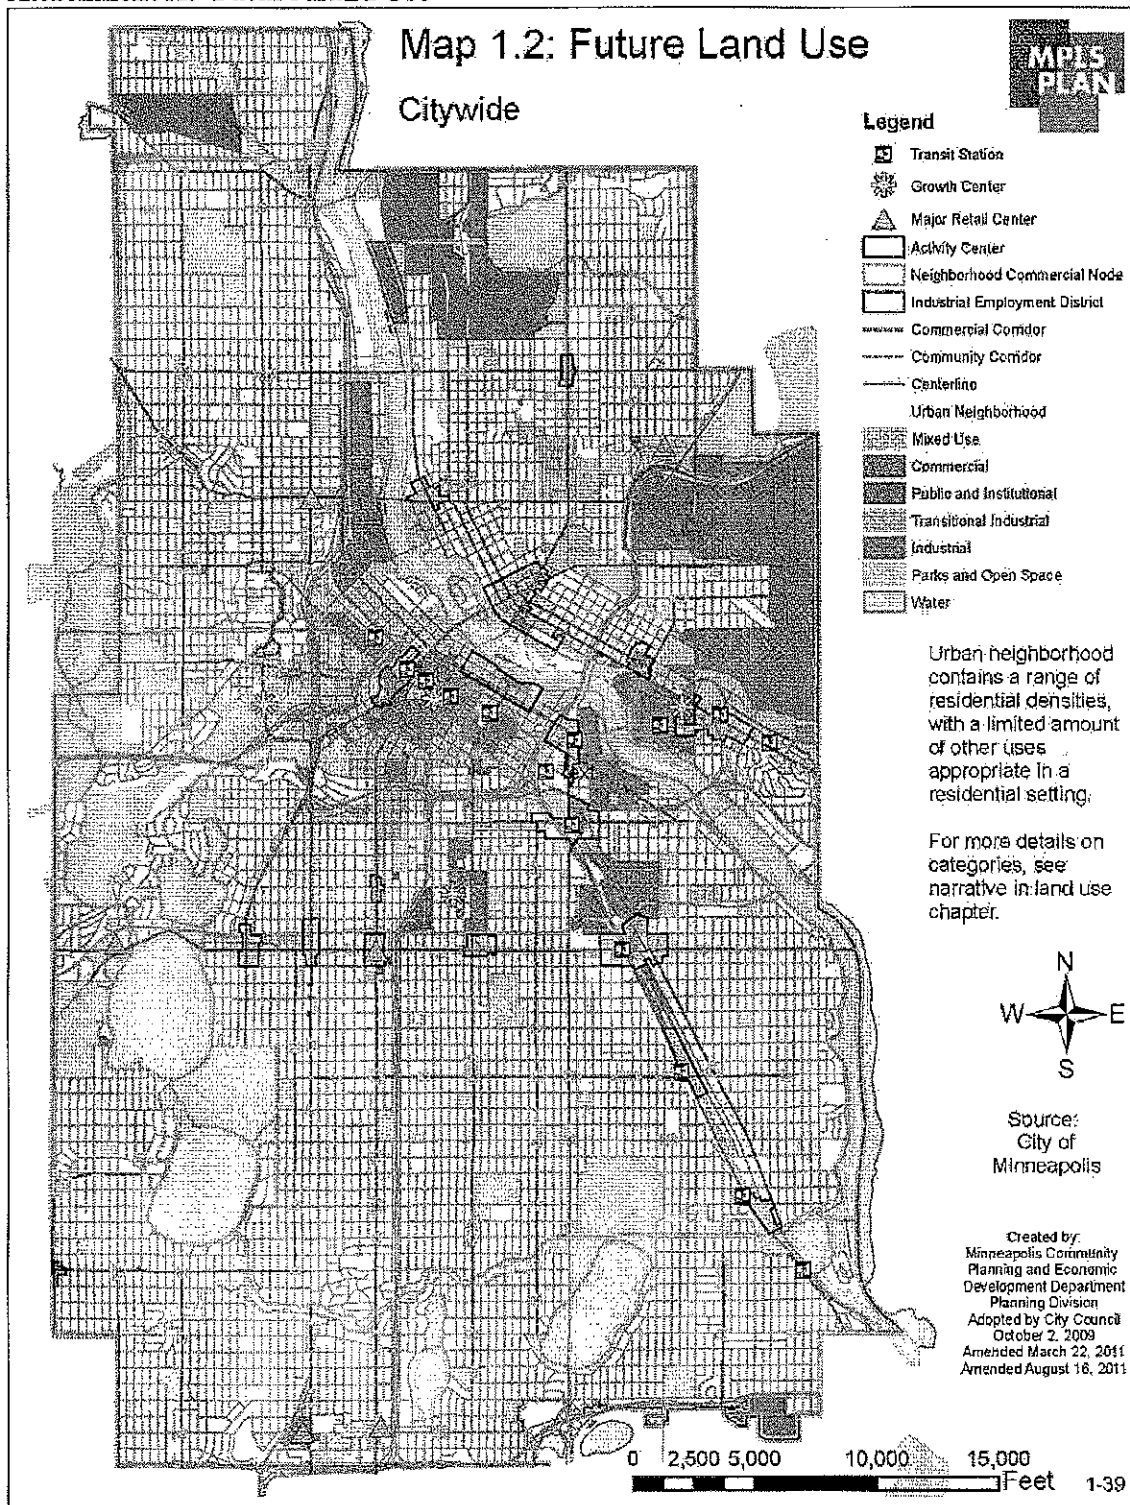 Map 1.2: Future Land Use
Citywide
MPLS
PLAN
Legend
Transit Station
Growth Center
Major Retail Center
Activity Center
Neighborhood Commercial Node
Industrial Employment District
Commercial Corridor
Community Corridor
Centerline
Urban Neighborhood
Mixed Use
Commercial
Public and Institutional
Transitional Industrial
Industrial
Parks and Open Space
Water
Urban neighborhood
contains a range of
residential densities,
with a limited amount
of other uses
appropriate in a
residential setting.
For more details on
categories, see
narrative in land use
chapter.
N
W E
S
Source:
City of
Minneapolis
Created by:
Minneapolis Community
Planning and Economic
Development Department
Planning Division
Adopted by City Council
October 2, 2009
Amended March 22, 2011
Amended August 16, 2011
0 2,500 5,000 10,000 15,000
Feet
1-39